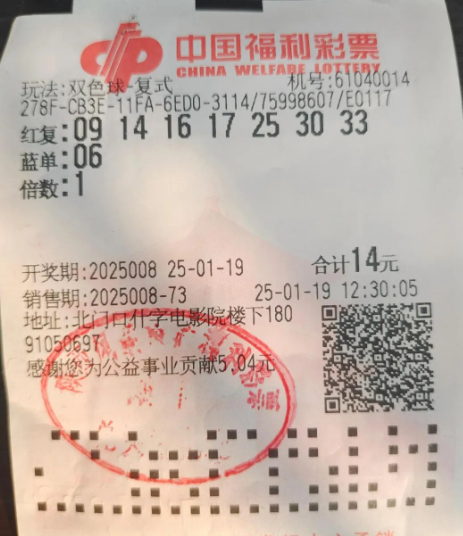 中国福利彩票
CHINA WELFARE LOTTERY
玩法:双色球-复式 机号:61040014
278F-CB3E-11FA-6ED0-3114/75998607/E0117
红复:09 14 16 17 25 30 33
蓝单:06
倍数:1
开奖期:2025008 25-01-19 合计14元
销售期:2025008-73 25-01-19 12:30:05
地址:北门口什字电影院楼下180
91050697
感谢您为公益事业贡献5.04元